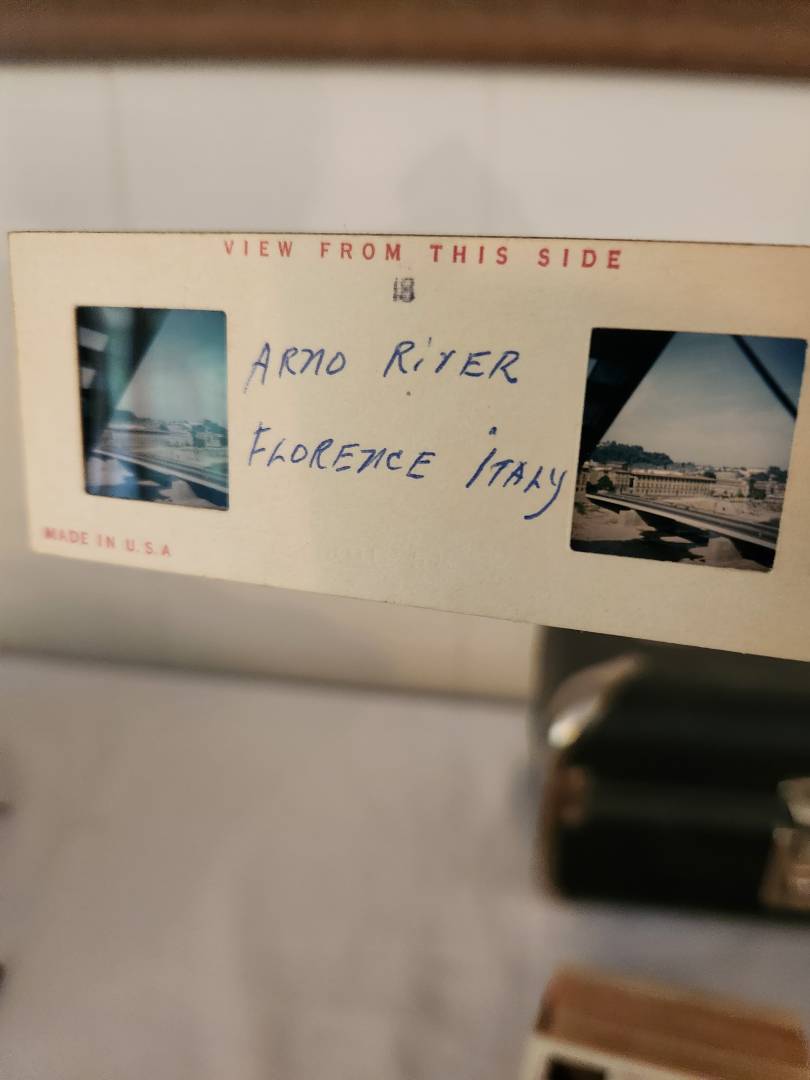 VIEW FROM THIS SIDE
18
ARNO RiVER
FLORENCE iTALY
MADE IN U.S.A